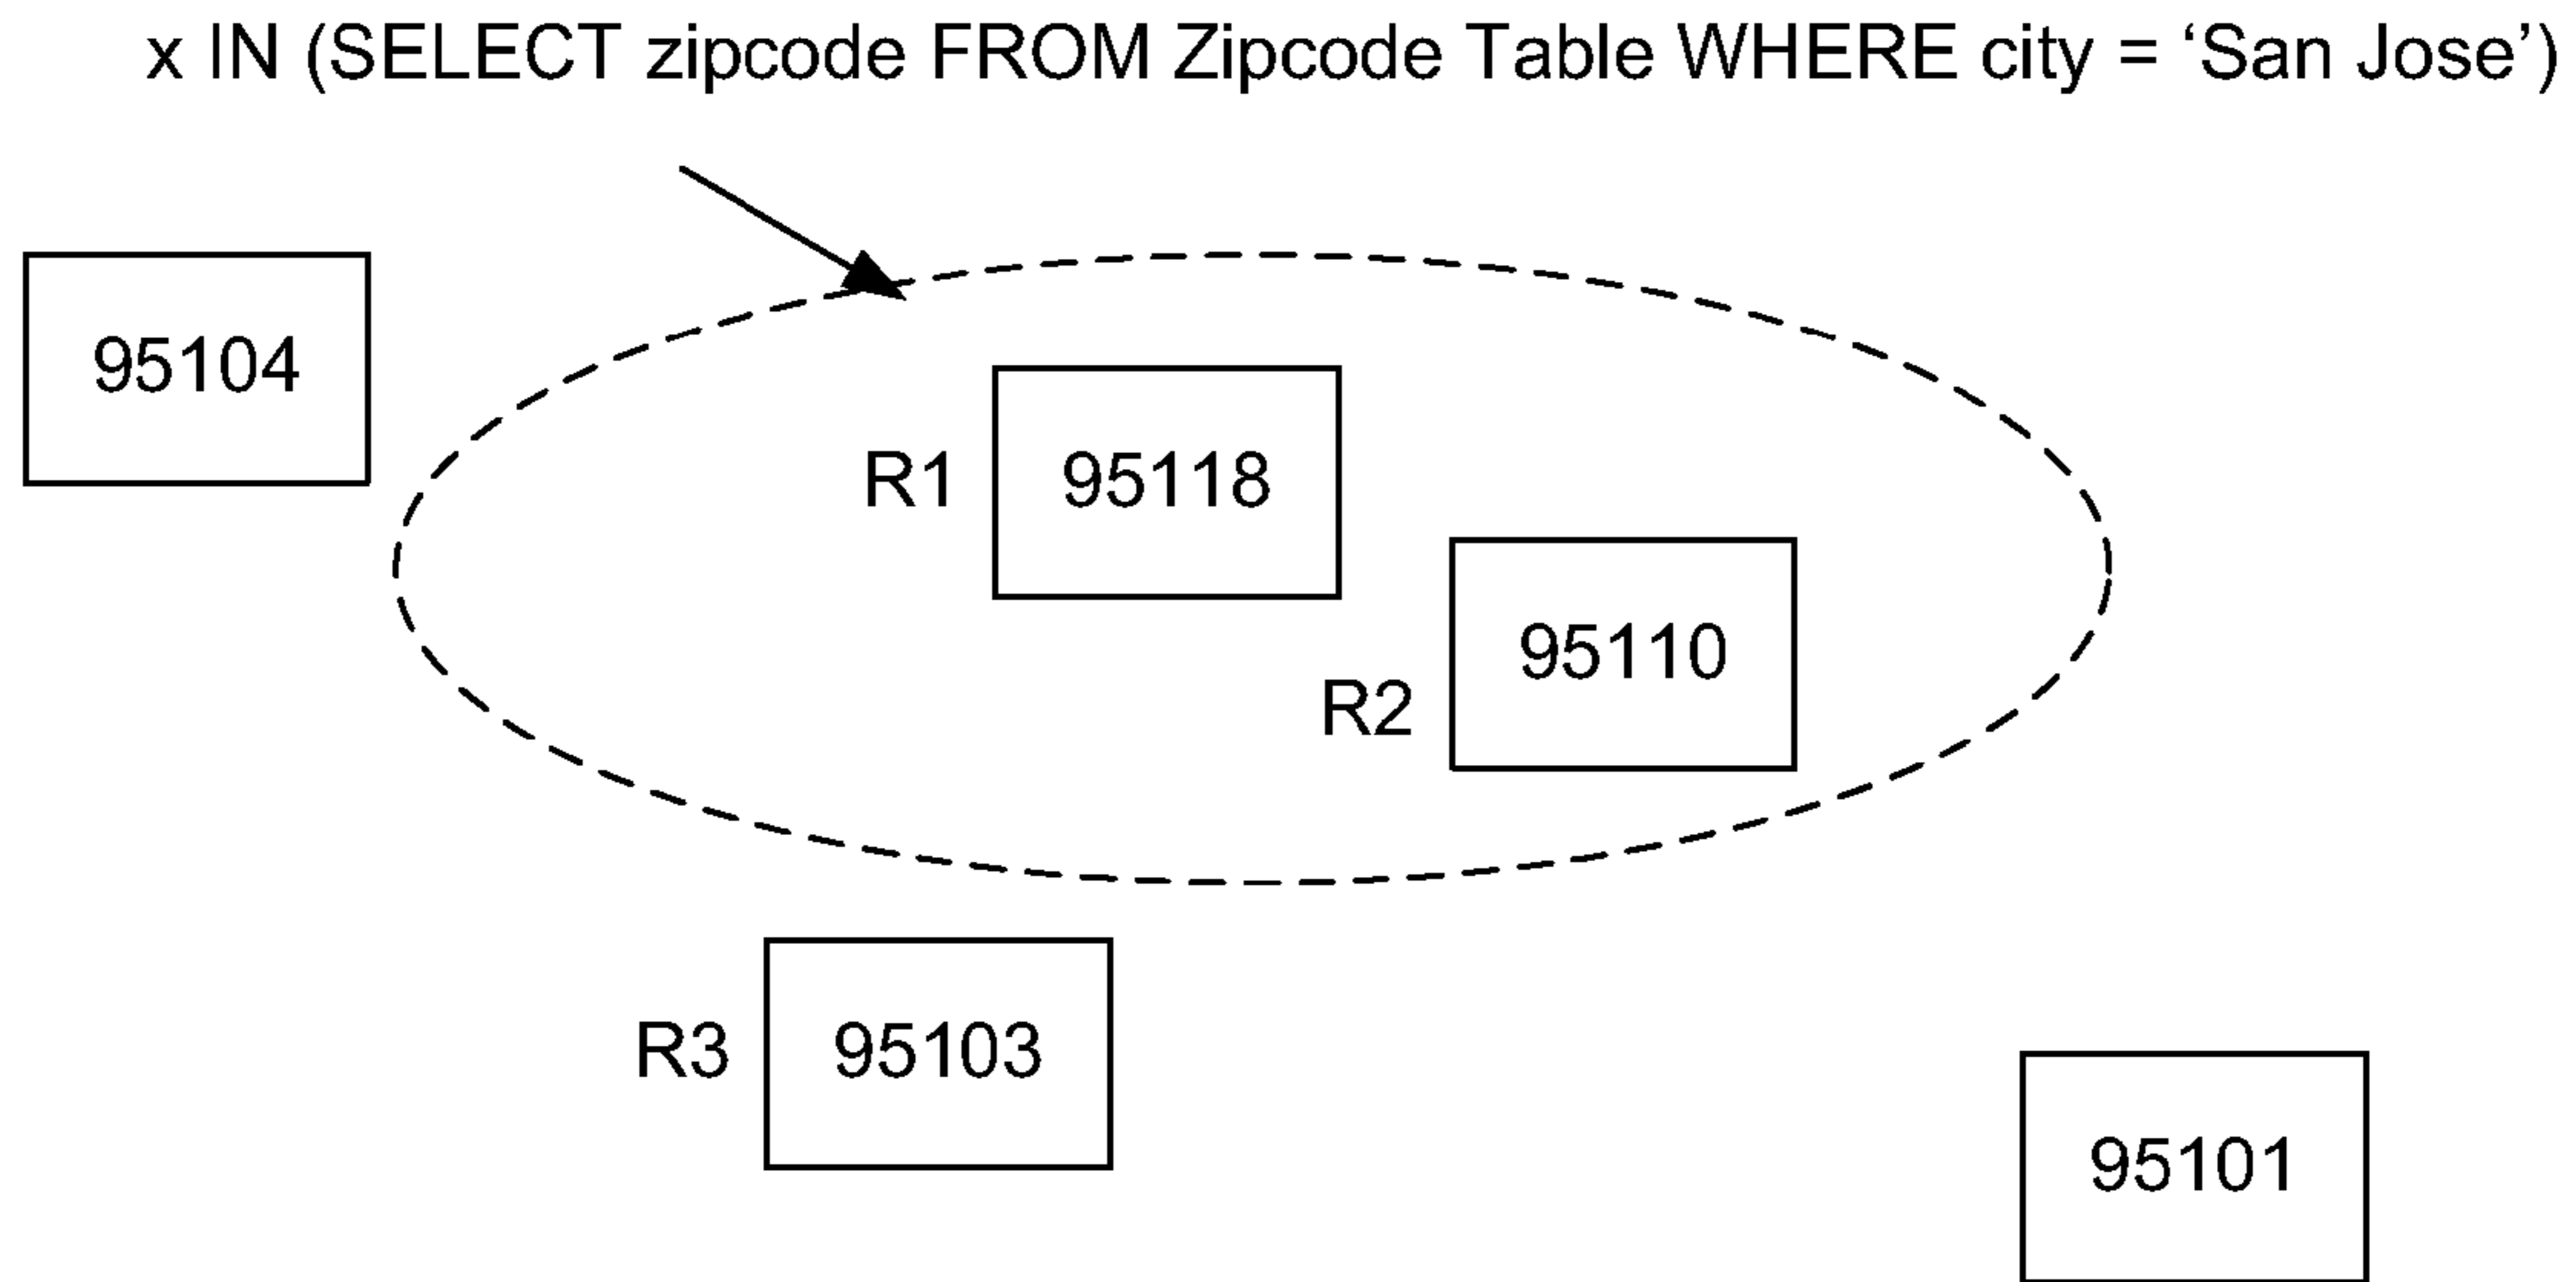 x IN (SELECT zipcode FROM Zipcode Table WHERE city = ‘San Jose’)
95104
R1 95118
R2 95110
R3 95103
95101